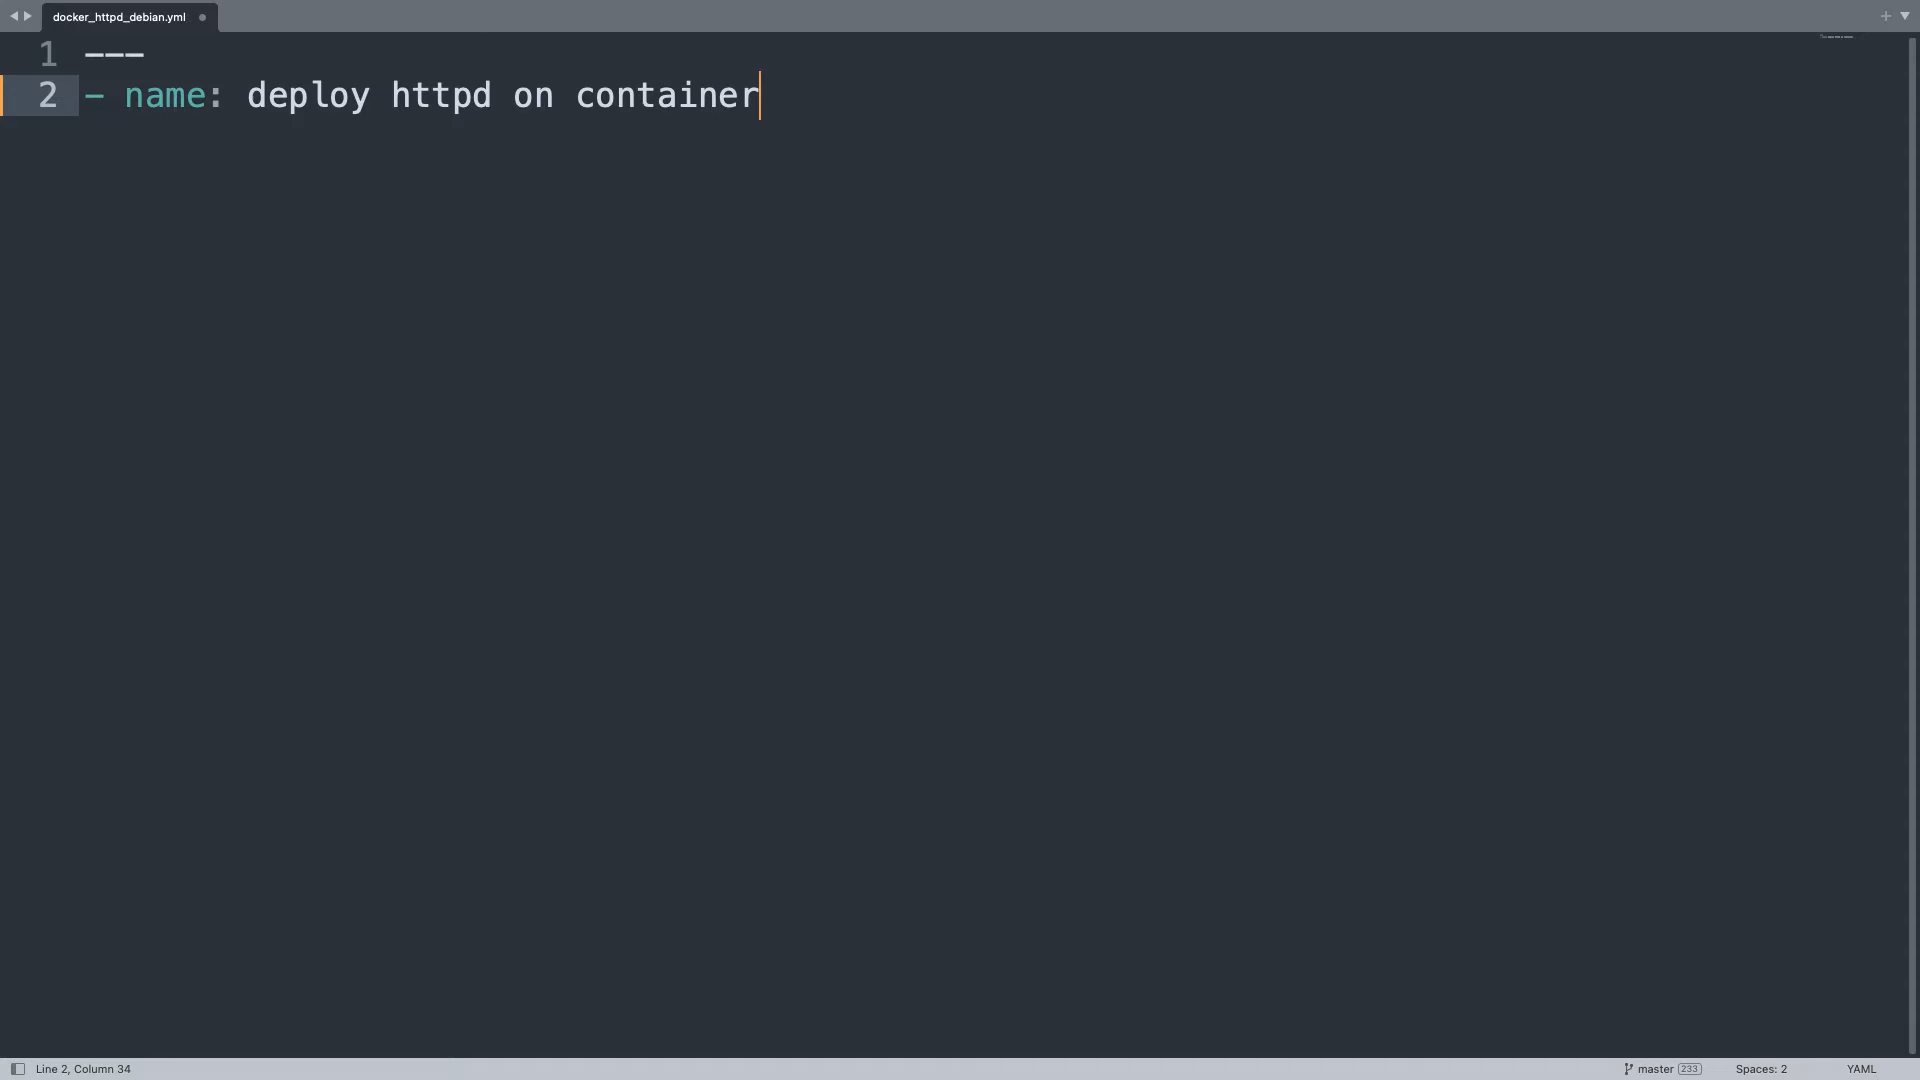 docker_httpd_debian.yml
1 ---
2 - name: deploy httpd on container
Line 2, Column 34
master 233
Spaces: 2
YAML